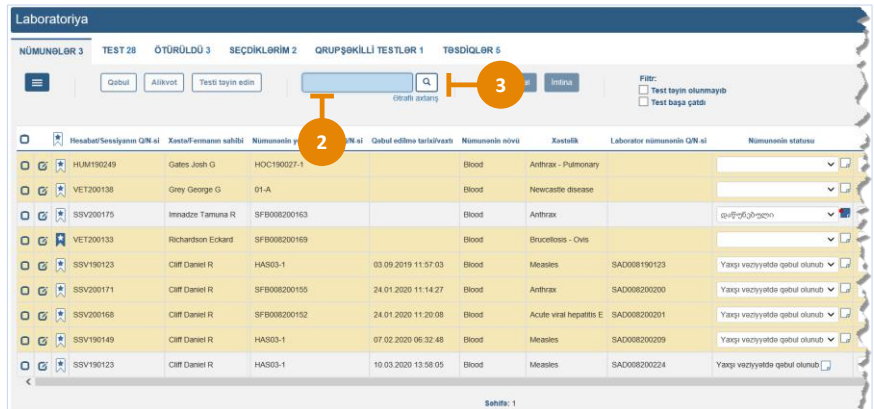 Laboratoriya
NÜMUNƏLƏR 3 TEST 28 ÖTÜRÜLDÜ 3 SEÇDİKLƏRİM 2 QRUPŞƏKİLLİ TESTLƏR 1 TƏSDİQLƏR 5
Qəbul Alikvot Testi təyin edin İmtina Filtr:
Test təyin olunmayıb
Ətraflı axtarış Test başa çatdı
2 3
Hesabat/Sessiyanın Q/N-si Xəstə/Fermanın sahibi Nümunənin Q/N-si Qəbul edilmə tarixi/vaxtı Nümunənin növü Xəstəlik Laborator nümunənin Q/N-si Nümunənin statusu
HUM190249 Gates Josh G HOC190027-1 Blood Anthrax - Pulmonary
VET200138 Grey George G 01-A Blood Newcastle disease
SSV200175 Imnadze Tamuna R SFB008200163 Blood Anthrax დაწუნებული
VET200133 Richardson Eckard SFB008200169 Blood Brucellosis - Ovis
SSV190123 Cliff Daniel R HAS03-1 03.09.2019 11:57:03 Blood Measles SAD008190123 Yaxşı vəziyyətdə qəbul olunub
SSV200171 Cliff Daniel R SFB008200155 24.01.2020 11:14:27 Blood Anthrax SAD008200200 Yaxşı vəziyyətdə qəbul olunub
SSV200168 Cliff Daniel R SFB008200152 24.01.2020 11:20:08 Blood Acute viral hepatitis E SAD008200201 Yaxşı vəziyyətdə qəbul olunub
SSV190149 Cliff Daniel R HAS03-1 07.02.2020 06:32:48 Blood Measles SAD008200209 Yaxşı vəziyyətdə qəbul olunub
SSV190123 Cliff Daniel R HAS03-1 10.03.2020 13:58:05 Blood Measles SAD008200224 Yaxşı vəziyyətdə qəbul olunub
Səhifə: 1